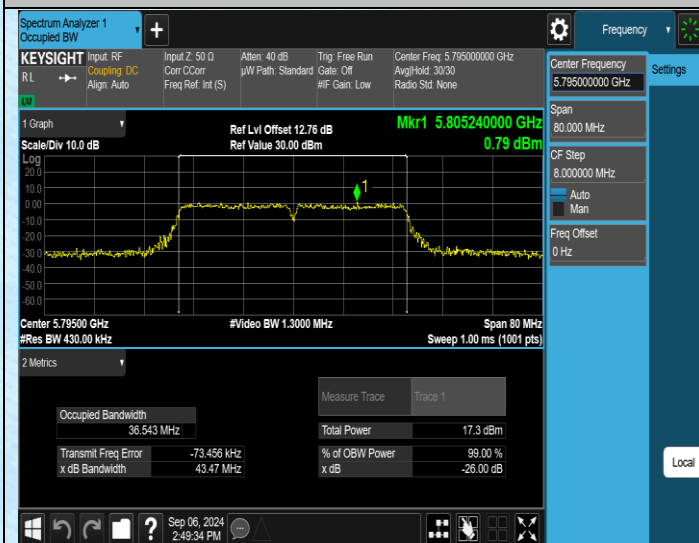 Spectrum Analyzer 1
Occupied BW
Frequency
KEYSIGHT
RL
Input: RF
Coupling: DC
Align: Auto
Input Z: 50 Ω
Corr CCorr
Freq Ref: Int (S)
Atten: 40 dB
µW Path: Standard
Trig: Free Run
Gate: Off
#IF Gain: Low
Center Freq: 5.795000000 GHz
Avg|Hold: 30/30
Radio Std: None
Center Frequency
5.795000000 GHz
Settings
Span
80.000 MHz
CF Step
8.000000 MHz
Auto
Man
Freq Offset
0 Hz
Local
1 Graph
Scale/Div 10.0 dB
Ref Lvl Offset 12.76 dB
Ref Value 30.00 dBm
Mkr1 5.805240000 GHz
0.79 dBm
Log
20.0
10.0
0.00
-10.0
-20.0
-30.0
-40.0
-50.0
-60.0
1
Center 5.79500 GHz
#Res BW 430.00 kHz
#Video BW 1.3000 MHz
Span 80 MHz
Sweep 1.00 ms (1001 pts)
2 Metrics
Measure Trace
Trace 1
Occupied Bandwidth
36.543 MHz
Total Power
17.3 dBm
Transmit Freq Error
-73.456 kHz
% of OBW Power
99.00 %
x dB Bandwidth
43.47 MHz
x dB
-26.00 dB
?
Sep 06, 2024
2:49:34 PM